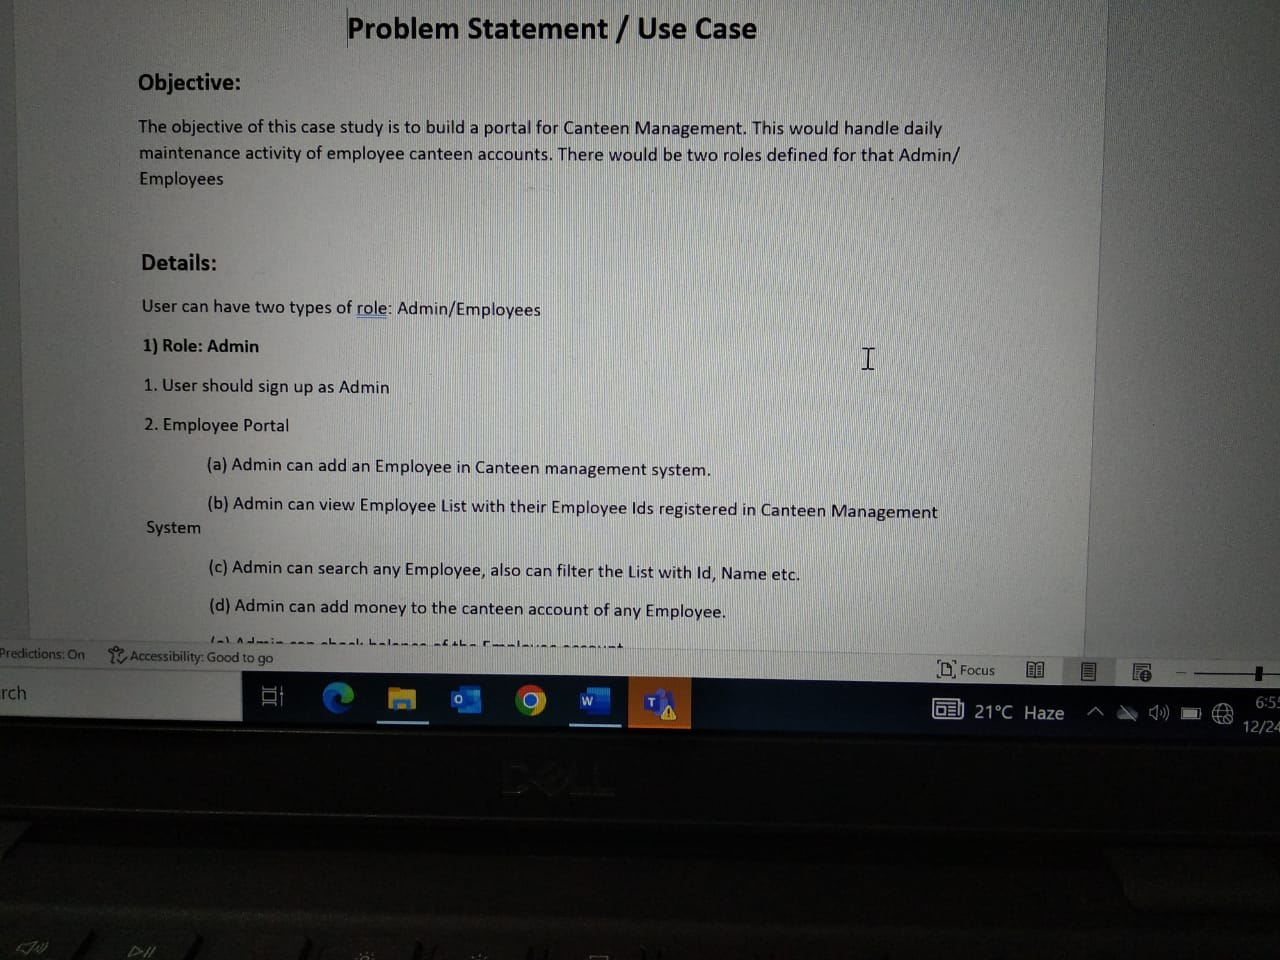 Problem Statement / Use Case
Objective:
The objective of this case study is to build a portal for Canteen Management. This would handle daily
maintenance activity of employee canteen accounts. There would be two roles defined for that Admin/
Employees
Details:
User can have two types of role: Admin/Employees
1) Role: Admin
1. User should sign up as Admin
2. Employee Portal
(a) Admin can add an Employee in Canteen management system.
(b) Admin can view Employee List with their Employee Ids registered in Canteen Management
System
(c) Admin can search any Employee, also can filter the List with Id, Name etc.
(d) Admin can add money to the canteen account of any Employee.
Predictions: On
Accessibility: Good to go
Focus
rch
21°C Haze
6:5
12/24
DELL